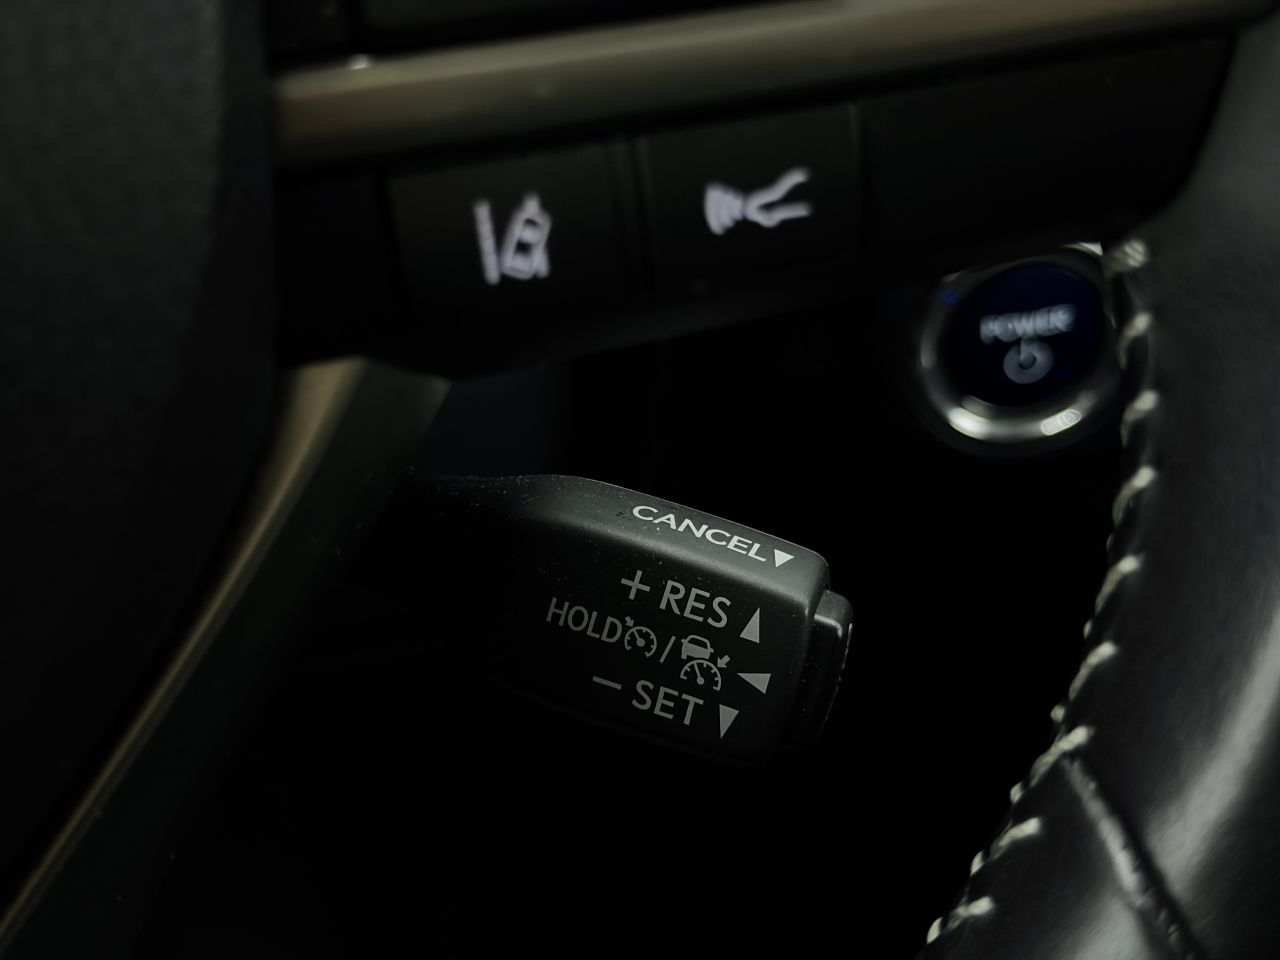 POWER
CANCEL▼
+ RES ▲
HOLD / ◀
− SET ▼